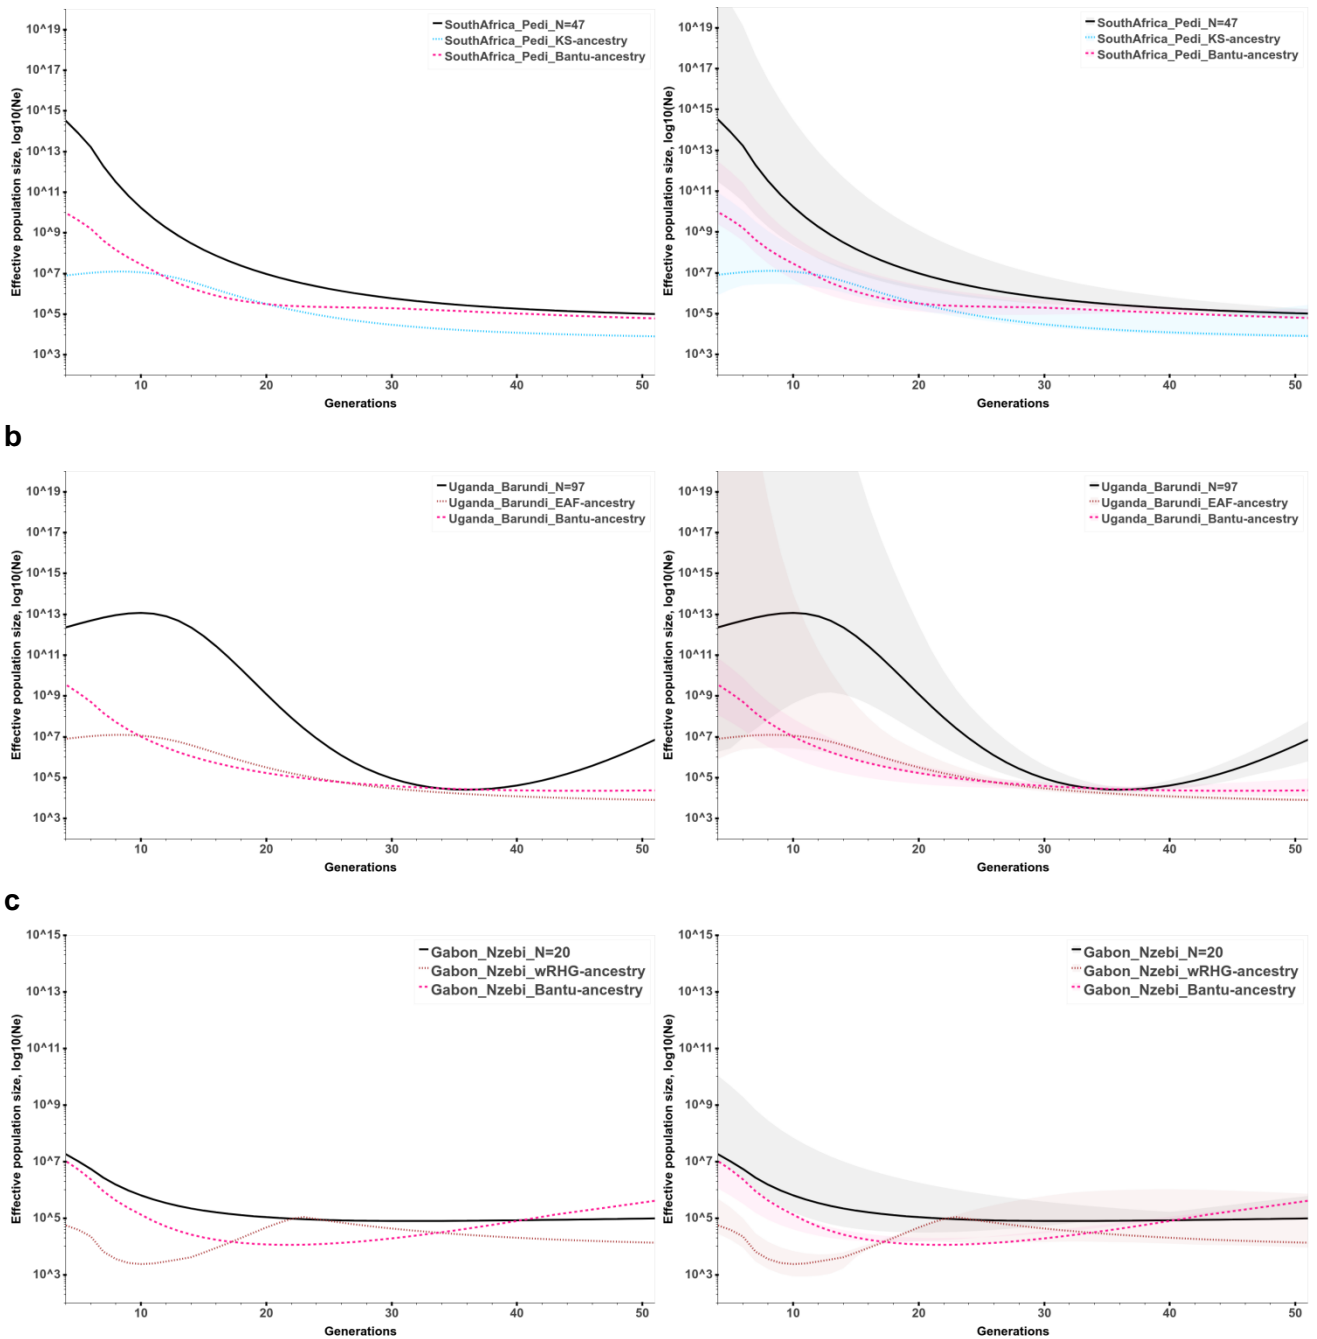 10^19
10^17
10^15
10^13
10^11
10^9
10^7
10^5
10^3
Effective population size, log10(Ne)
SouthAfrica_Pedi_N=47
SouthAfrica_Pedi_KS-ancestry
SouthAfrica_Pedi_Bantu-ancestry
10 20 30 40 50
Generations
10^19
10^17
10^15
10^13
10^11
10^9
10^7
10^5
10^3
Effective population size, log10(Ne)
SouthAfrica_Pedi_N=47
SouthAfrica_Pedi_KS-ancestry
SouthAfrica_Pedi_Bantu-ancestry
10 20 30 40 50
Generations
b
10^19
10^17
10^15
10^13
10^11
10^9
10^7
10^5
10^3
Effective population size, log10(Ne)
Uganda_Barundi_N=97
Uganda_Barundi_EAF-ancestry
Uganda_Barundi_Bantu-ancestry
10 20 30 40 50
Generations
10^19
10^17
10^15
10^13
10^11
10^9
10^7
10^5
10^3
Effective population size, log10(Ne)
Uganda_Barundi_N=97
Uganda_Barundi_EAF-ancestry
Uganda_Barundi_Bantu-ancestry
10 20 30 40 50
Generations
c
10^15
10^13
10^11
10^9
10^7
10^5
10^3
Effective population size, log10(Ne)
Gabon_Nzebi_N=20
Gabon_Nzebi_wRHG-ancestry
Gabon_Nzebi_Bantu-ancestry
10 20 30 40 50
Generations
10^15
10^13
10^11
10^9
10^7
10^5
10^3
Effective population size, log10(Ne)
Gabon_Nzebi_N=20
Gabon_Nzebi_wRHG-ancestry
Gabon_Nzebi_Bantu-ancestry
10 20 30 40 50
Generations